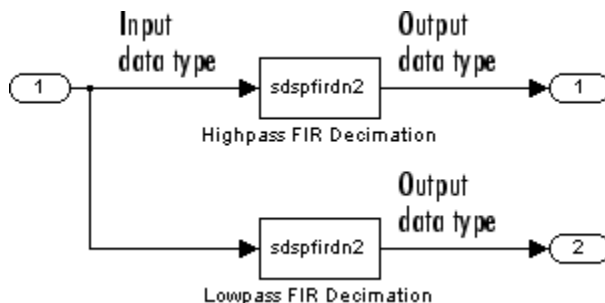 Input
data type
Output
data type
1
sdspfirdn2
1
Highpass FIR Decimation
Output
data type
sdspfirdn2
2
Lowpass FIR Decimation